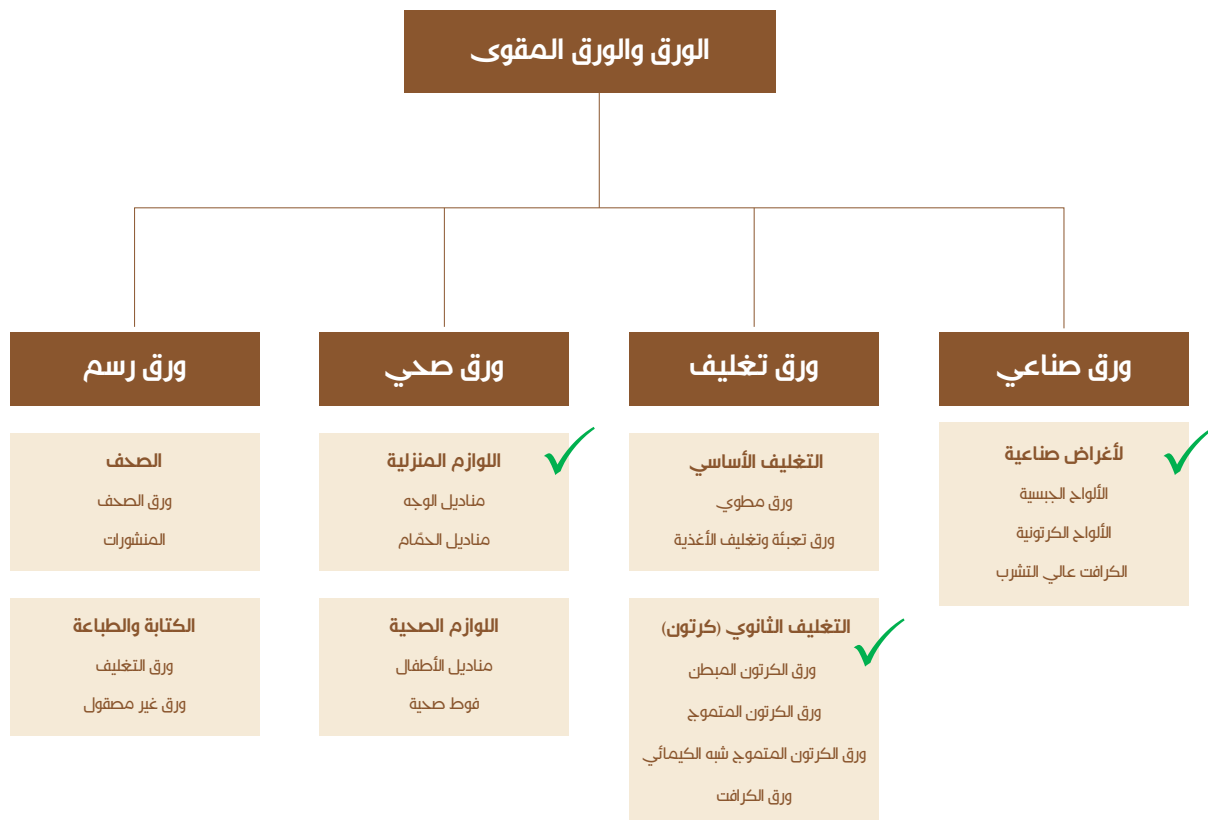 الورق والورق المقوى
ورق صناعي
لأغراض صناعية
الألواح الجبسية
الألواح الكرتونية
الكرافت عالي التشرب
ورق تغليف
التغليف الأساسي
ورق مطوي
ورق تعبئة وتغليف الأغذية
التغليف الثانوي (كرتون)
ورق الكرتون المبطن
ورق الكرتون المتموج
ورق الكرتون المتموج شبه الكيمائي
ورق الكرافت
ورق صحي
اللوازم المنزلية
مناديل الوجه
مناديل الحمّام
اللوازم الصحية
مناديل الأطفال
فوط صحية
ورق رسم
الصحف
ورق الصحف
المنشورات
الكتابة والطباعة
ورق التغليف
ورق غير مصقول